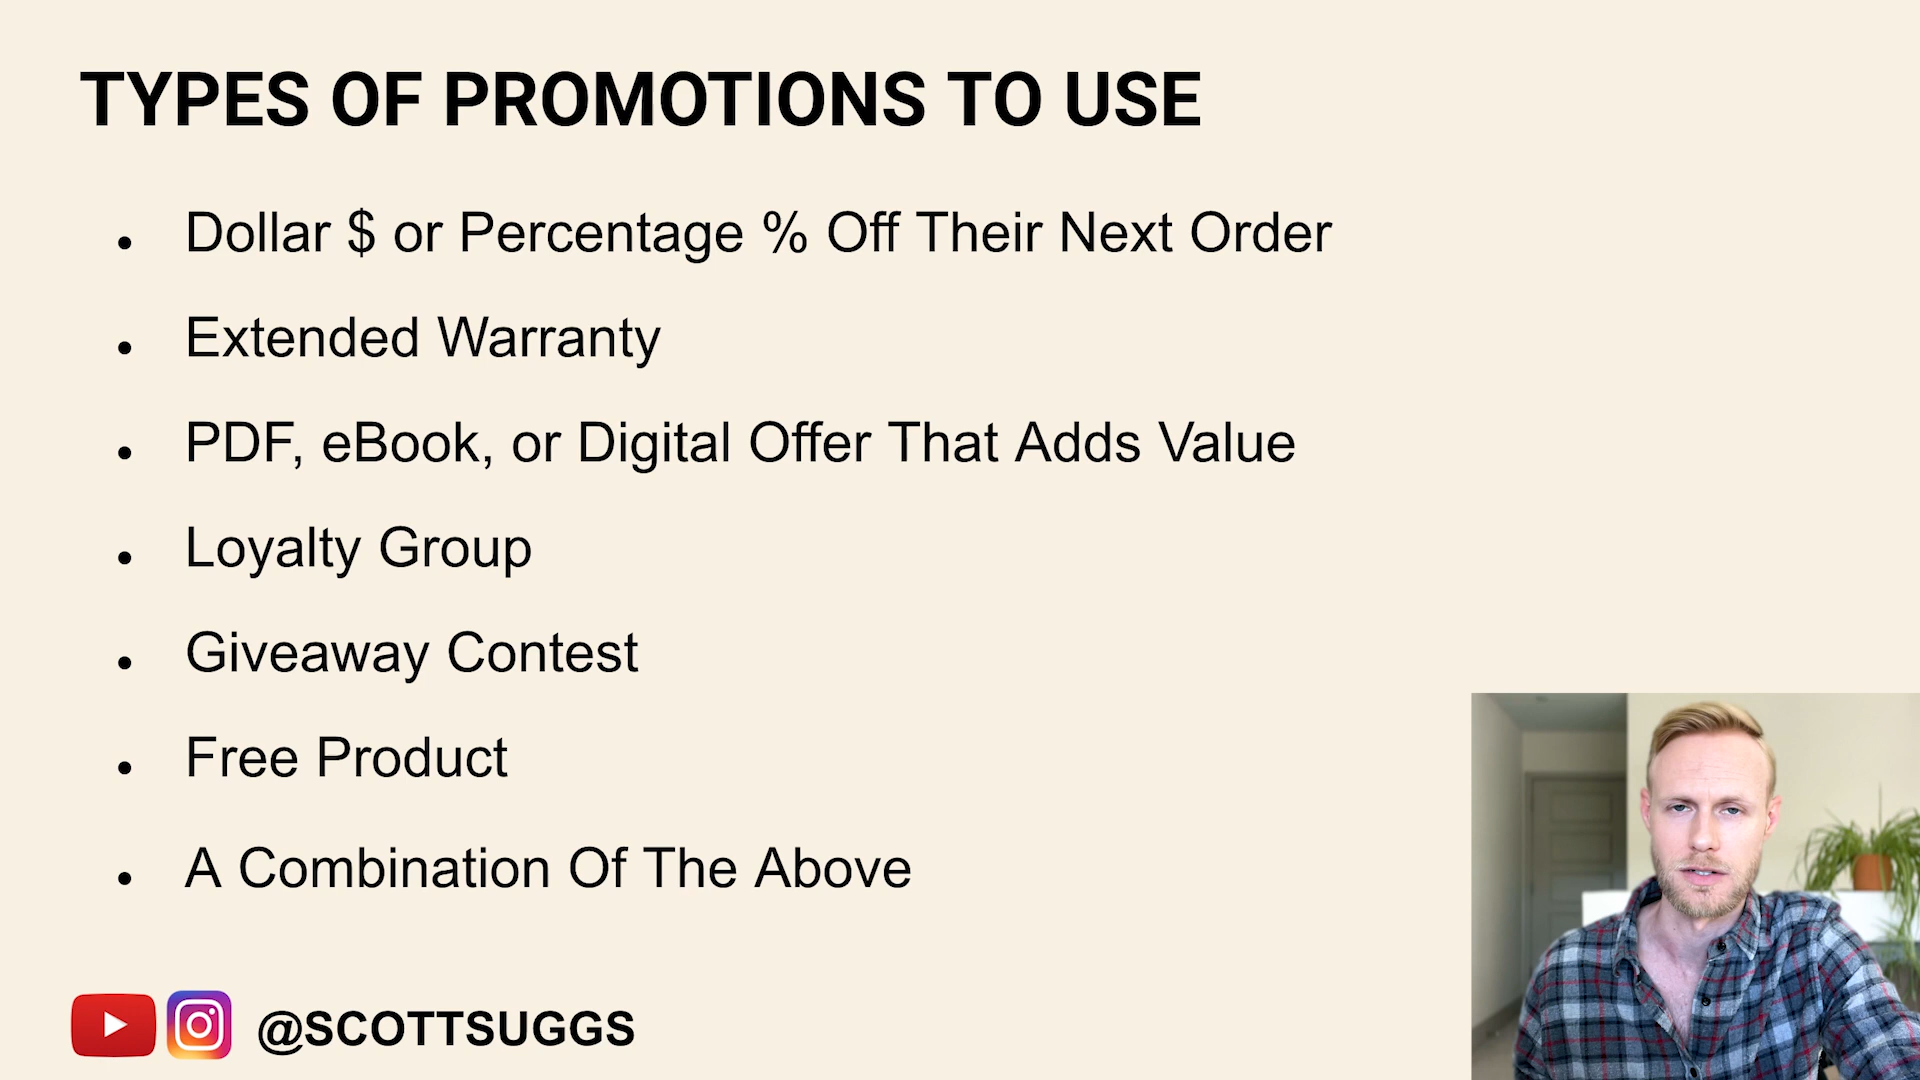 TYPES OF PROMOTIONS TO USE
Dollar $ or Percentage % Off Their Next Order
Extended Warranty
PDF, eBook, or Digital Offer That Adds Value
Loyalty Group
Giveaway Contest
Free Product
A Combination Of The Above
@SCOTTSUGGS